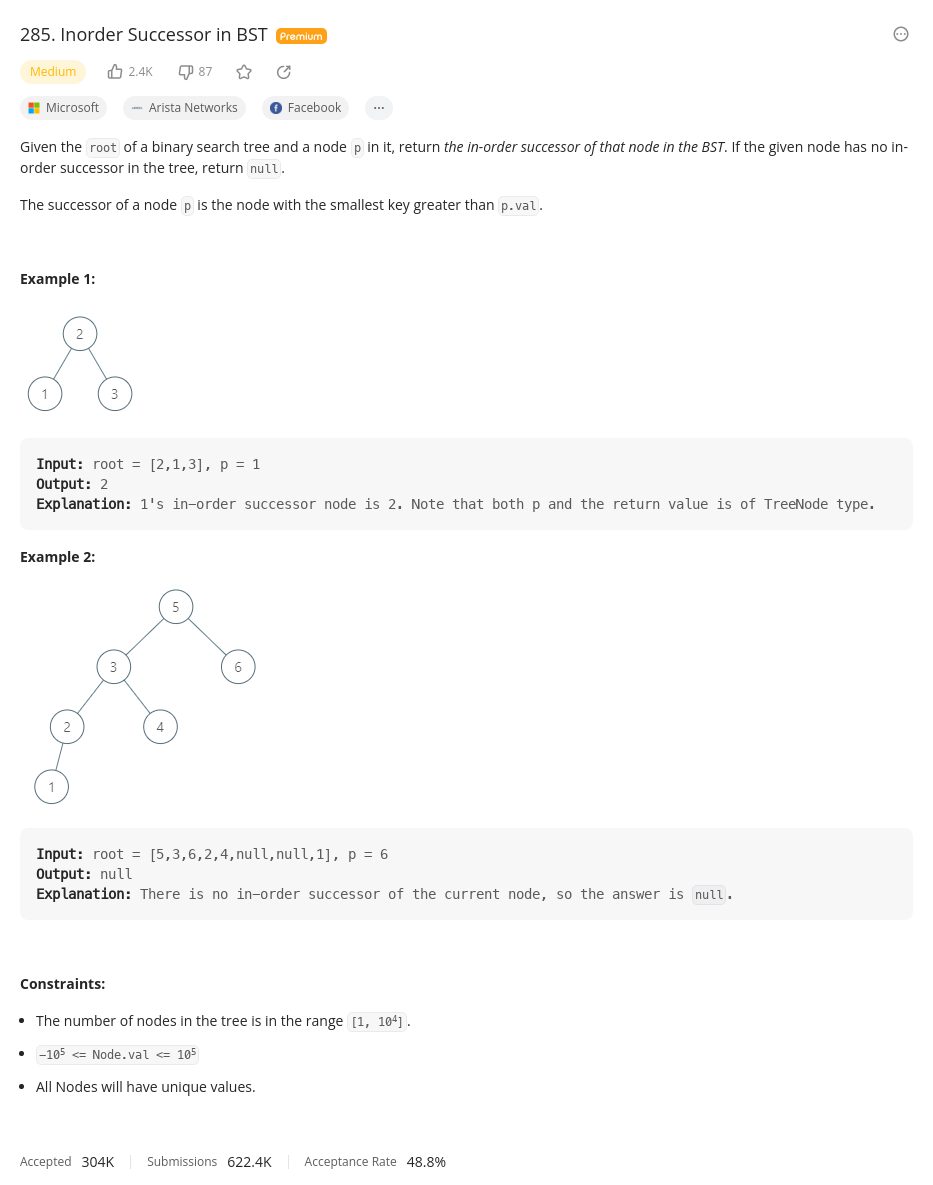 285. Inorder Successor in BST Premium
Medium 2.4K 87
Microsoft Arista Networks Facebook ...
Given the root of a binary search tree and a node p in it, return the in-order successor of that node in the BST. If the given node has no in-
order successor in the tree, return null.
The successor of a node p is the node with the smallest key greater than p.val.
Example 1:
2
1 3
Input: root = [2,1,3], p = 1
Output: 2
Explanation: 1's in-order successor node is 2. Note that both p and the return value is of TreeNode type.
Example 2:
5
3 6
2 4
1
Input: root = [5,3,6,2,4,null,null,1], p = 6
Output: null
Explanation: There is no in-order successor of the current node, so the answer is null.
Constraints:
• The number of nodes in the tree is in the range [1, 10⁴].
• -10⁵ <= Node.val <= 10⁵
• All Nodes will have unique values.
Accepted 304K Submissions 622.4K Acceptance Rate 48.8%